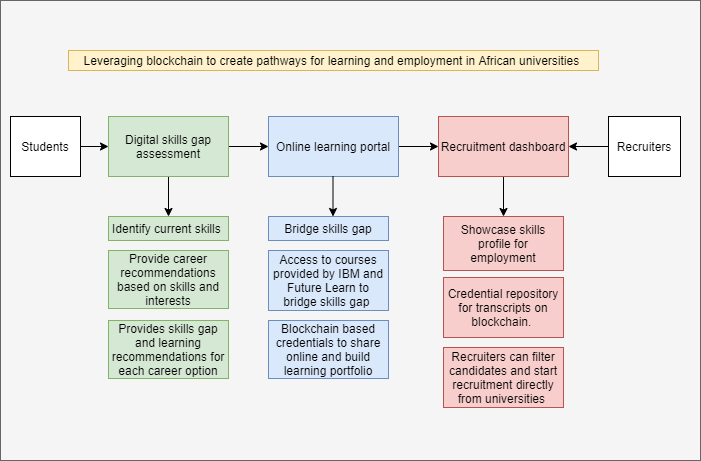 Leveraging blockchain to create pathways for learning and employment in African universities
Students
Digital skills gap
assessment
Online learning portal
Recruitment dashboard
Recruiters
Identify current skills
Provide career
recommendations
based on skills and
interests
Provides skills gap
and learning
recommendations for
each career option
Bridge skills gap
Access to courses
provided by IBM and
Future Learn to
bridge skills gap
Blockchain based
credentials to share
online and build
learning portfolio
Showcase skills
profile for
employment
Credential repository
for transcripts on
blockchain.
Recruiters can filter
candidates and start
recruitment directly
from universities